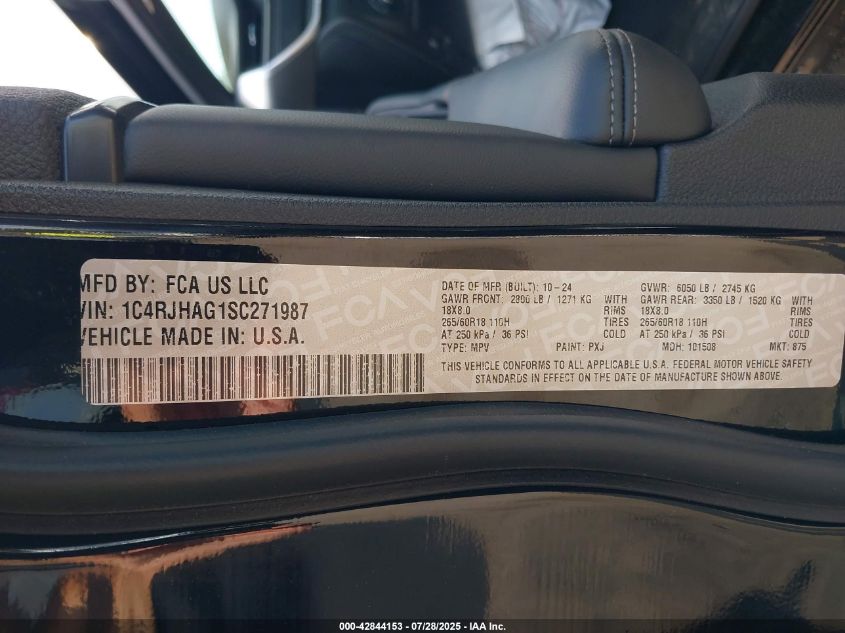 MFD BY: FCA US LLC
VIN: 1C4RJHAG1SC271987
VEHICLE MADE IN: U.S.A.
DATE OF MFR (BUILT): 10-24 GVWR: 6050 LB / 2745 KG
GAWR FRONT: 2800 LB / 1271 KG WITH GAWR REAR: 3350 LB / 1520 KG WITH
18X8.0 RIMS 18X8.0 RIMS
265/60R18 110H TIRES 265/60R18 110H TIRES
AT 250 kPa / 36 PSI COLD AT 250 kPa / 36 PSI COLD
TYPE: MPV PAINT: PXJ MDH: 101508 MKT: 875
THIS VEHICLE CONFORMS TO ALL APPLICABLE U.S.A. FEDERAL MOTOR VEHICLE SAFETY
STANDARDS IN EFFECT ON THE DATE OF MANUFACTURE SHOWN ABOVE.
000-42844153 / 07/28/2025 - IAA Inc.